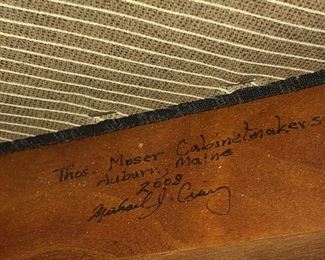 Thos. Moser Cabinetmakers
Auburn, Maine
2008
Michael J. Craig